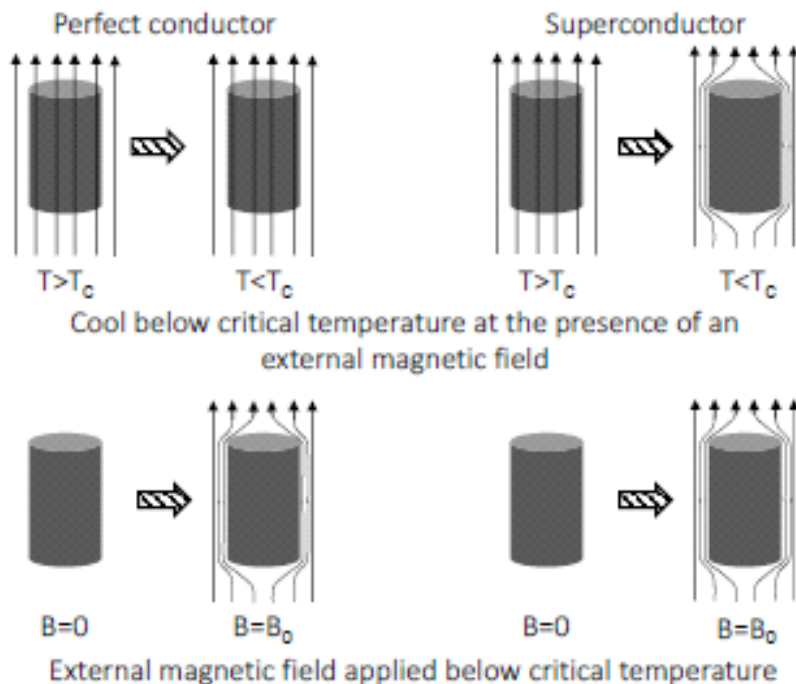 Perfect conductor
Superconductor
T>Tc
T<Tc
T>Tc
T<Tc
Cool below critical temperature at the presence of an
external magnetic field
B=0
B=B0
B=0
B=B0
External magnetic field applied below critical temperature